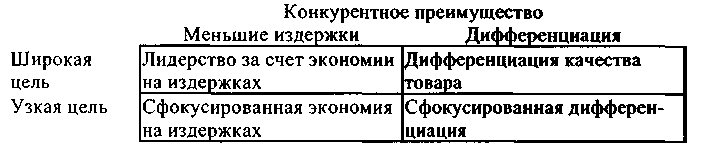 Конкурентное преимущество
Меньшие издержки Дифференциация
Широкая Лидерство за счет экономии Дифференциация качества
цель на издержках товара
Узкая цель Сфокусированная экономия Сфокусированная дифферен-
на издержках циация